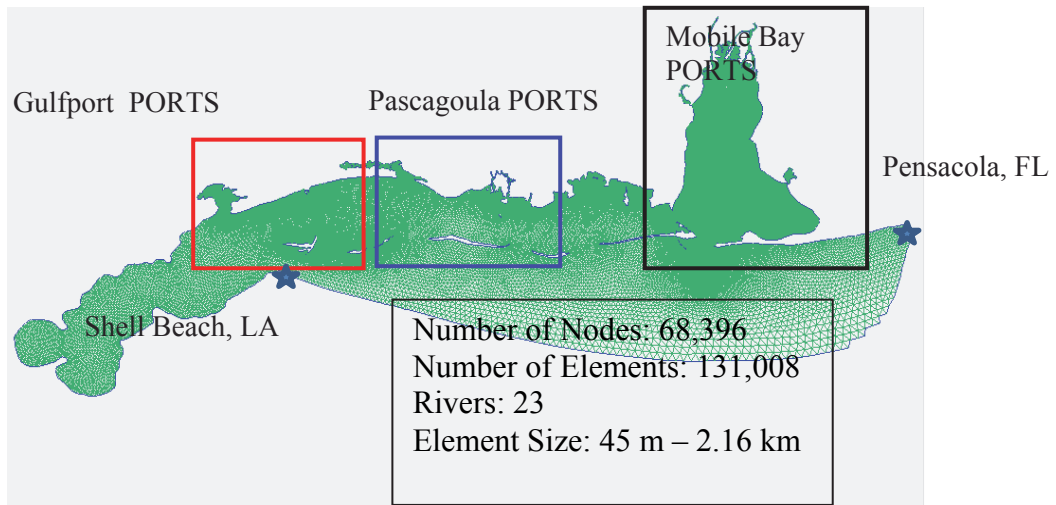 Mobile Bay
PORTS
Gulfport  PORTS
Pascagoula PORTS
Pensacola, FL
Shell Beach, LA
Number of Nodes: 68,396
Number of Elements: 131,008
Rivers: 23
Element Size: 45 m – 2.16 km